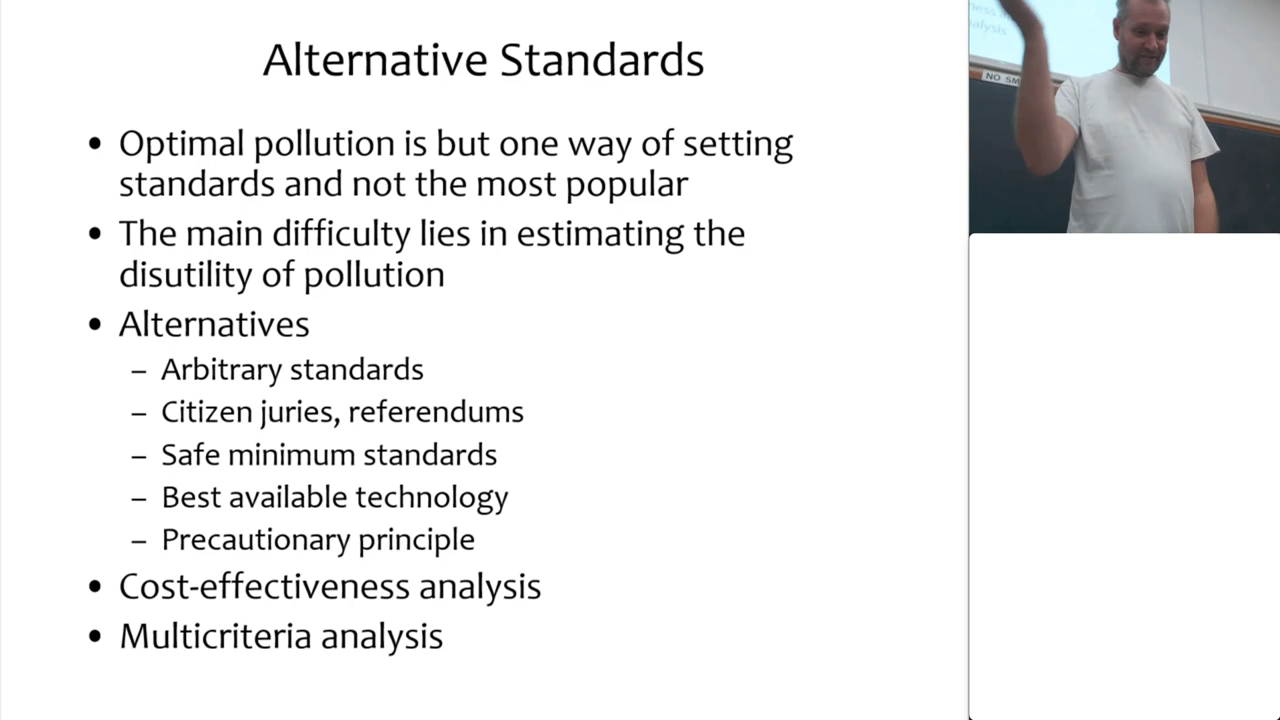 Alternative Standards
• Optimal pollution is but one way of setting
standards and not the most popular
• The main difficulty lies in estimating the
disutility of pollution
• Alternatives
– Arbitrary standards
– Citizen juries, referendums
– Safe minimum standards
– Best available technology
– Precautionary principle
• Cost-effectiveness analysis
• Multicriteria analysis
NO